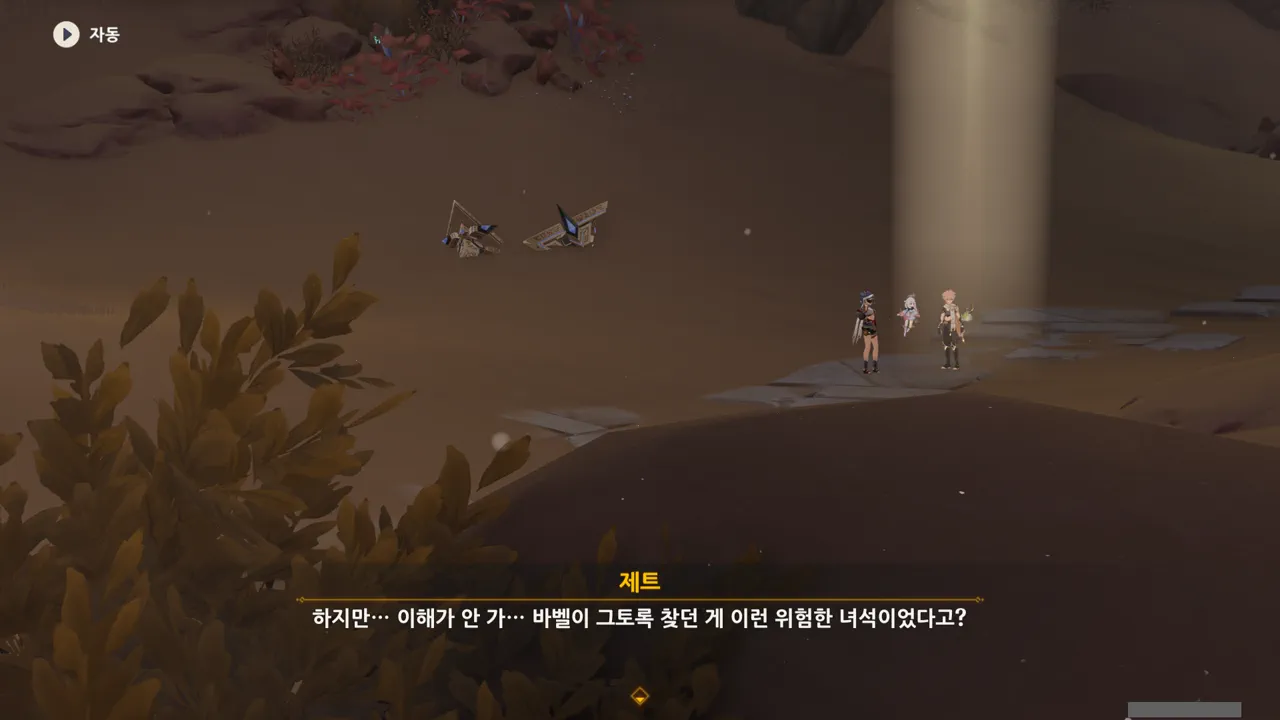 자동
제트
하지만… 이해가 안 가… 바벨이 그토록 찾던 게 이런 위험한 녀석이었다고?